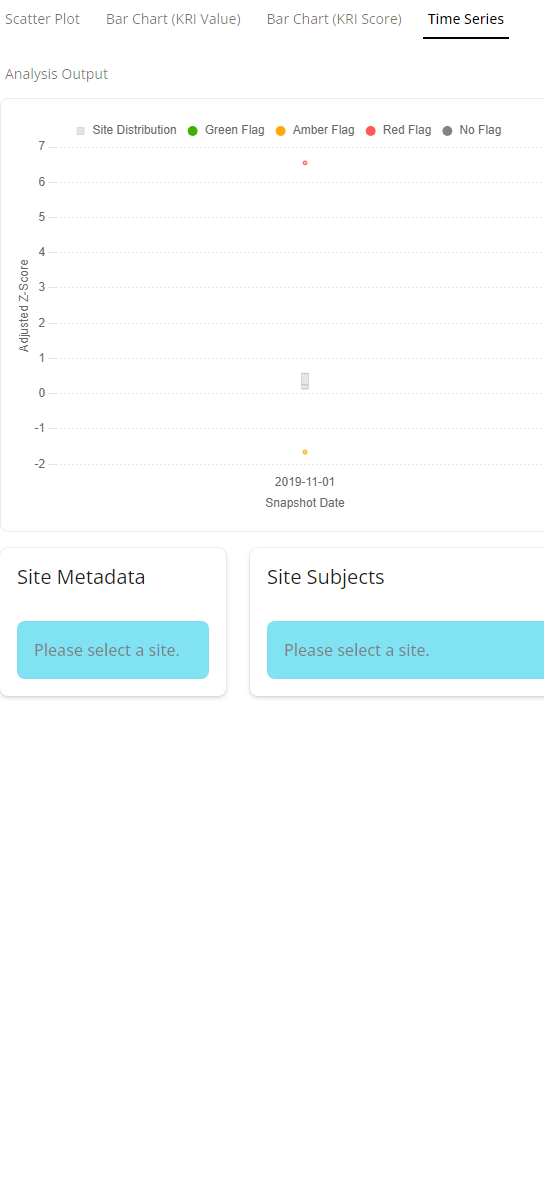 Scatter Plot Bar Chart (KRI Value) Bar Chart (KRI Score) Time Series
Analysis Output
Site Distribution Green Flag Amber Flag Red Flag No Flag
7
6
5
4
3
2
1
0
-1
-2
Adjusted Z-Score
2019-11-01
Snapshot Date
Site Metadata
Please select a site.
Site Subjects
Please select a site.